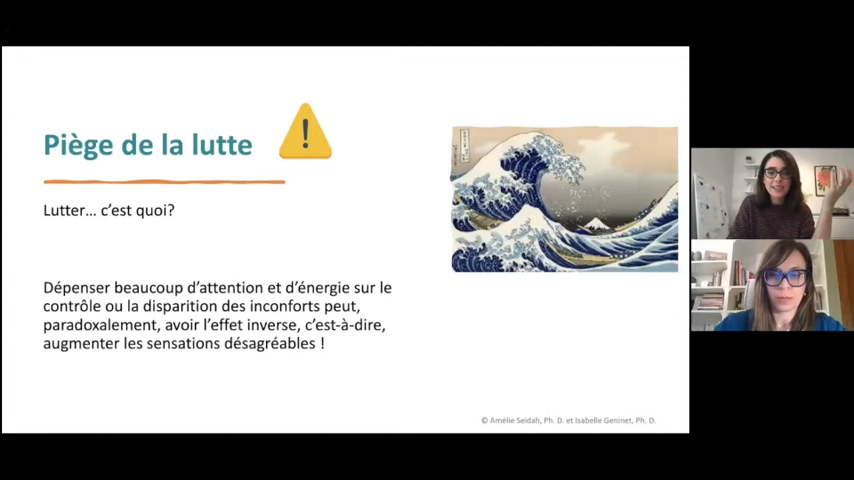 Piège de la lutte
Lutter… c’est quoi?
Dépenser beaucoup d’attention et d’énergie sur le
contrôle ou la disparition des inconforts peut,
paradoxalement, avoir l’effet inverse, c’est-à-dire,
augmenter les sensations désagréables !
© Amélie Seidah, Ph. D. et Isabelle Geninet, Ph. D.